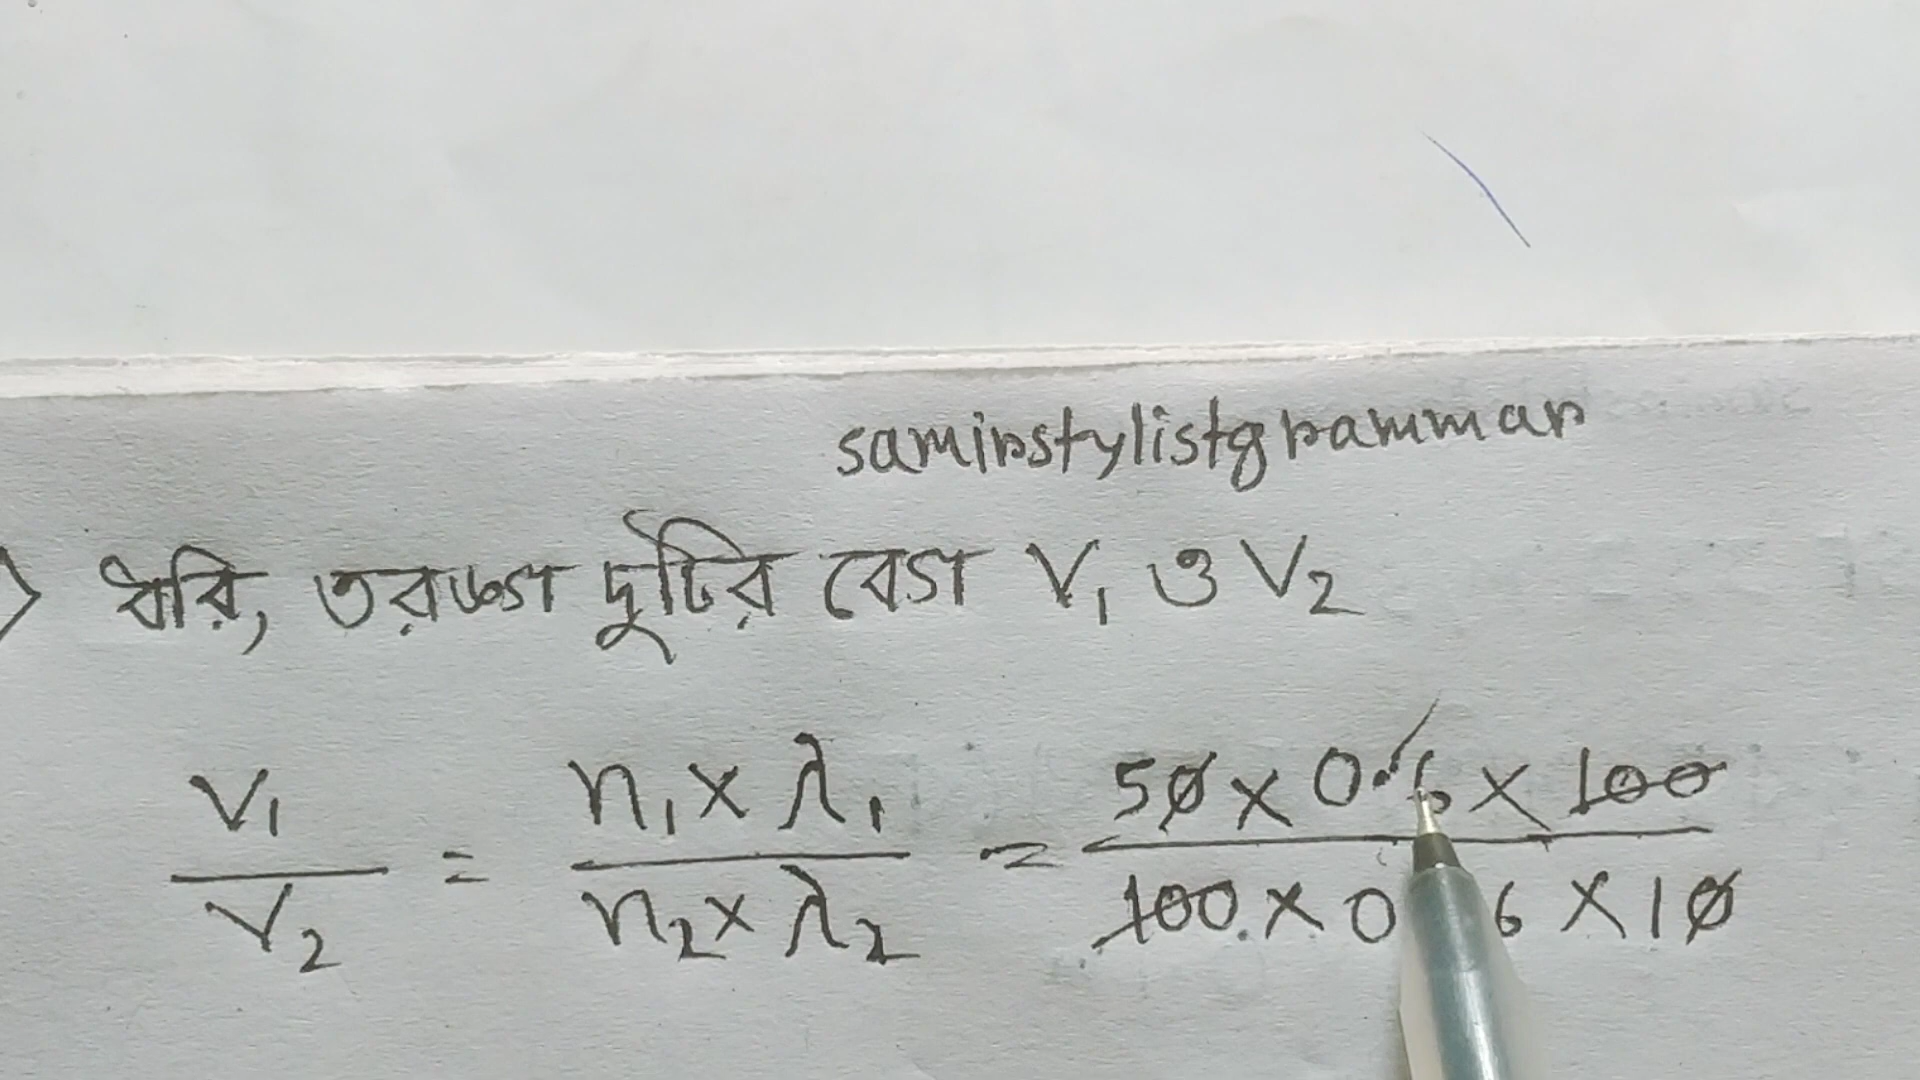 saminstylistgrammar
ধরি, তরঙ্গ দুটির বেগ V₁ ও V₂
V₁ / V₂ = n₁ × λ₁ / n₂ × λ₂ = 50 × 0.6 × 100 / 100 × 0 6 × 10